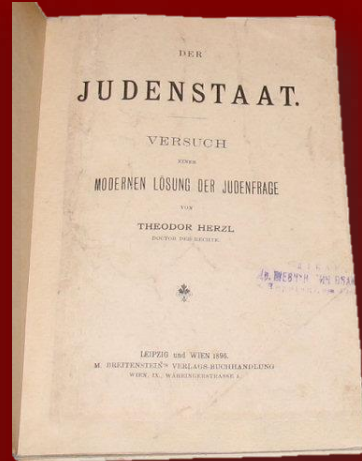 DER
JUDENSTAAT.
VERSUCH
EINER
MODERNEN LÖSUNG DER JUDENFRAGE
VON
THEODOR HERZL
DOCTOR DER RECHTE.
LEIPZIG und WIEN 1896.
M. BREITENSTEIN'S VERLAGS-BUCHHANDLUNG
WIEN, IX., WÄHRINGERSTRASSE 5.